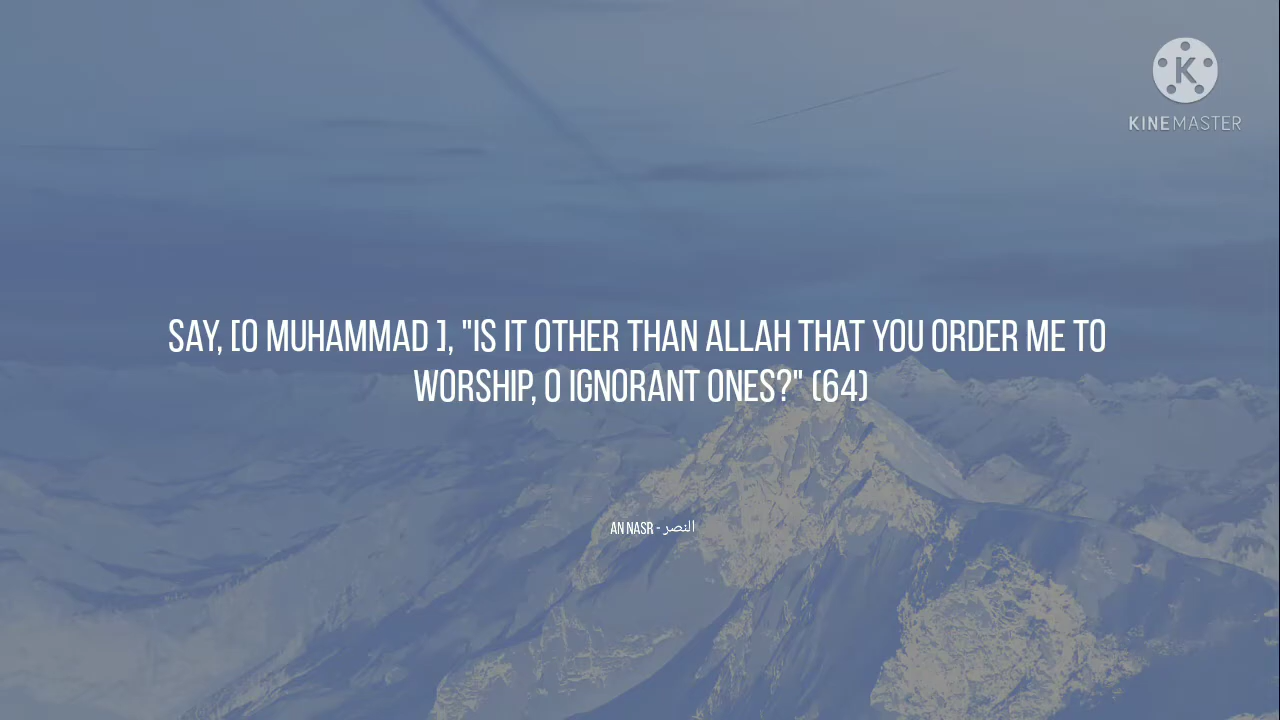 KINEMASTER
SAY, [O MUHAMMAD ], "IS IT OTHER THAN ALLAH THAT YOU ORDER ME TO
WORSHIP, O IGNORANT ONES?" (64)
AN NASR - النصر